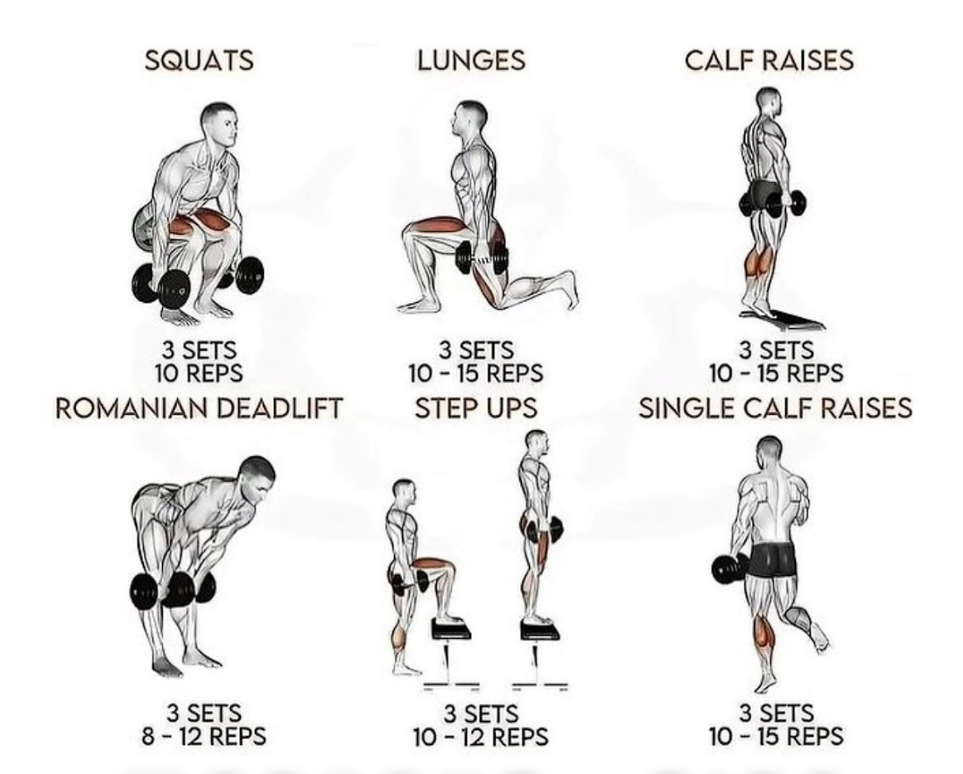 SQUATS
LUNGES
CALF RAISES
3 SETS
10 REPS
3 SETS
10 - 15 REPS
3 SETS
10 - 15 REPS
ROMANIAN DEADLIFT
STEP UPS
SINGLE CALF RAISES
3 SETS
8 - 12 REPS
3 SETS
10 - 12 REPS
3 SETS
10 - 15 REPS